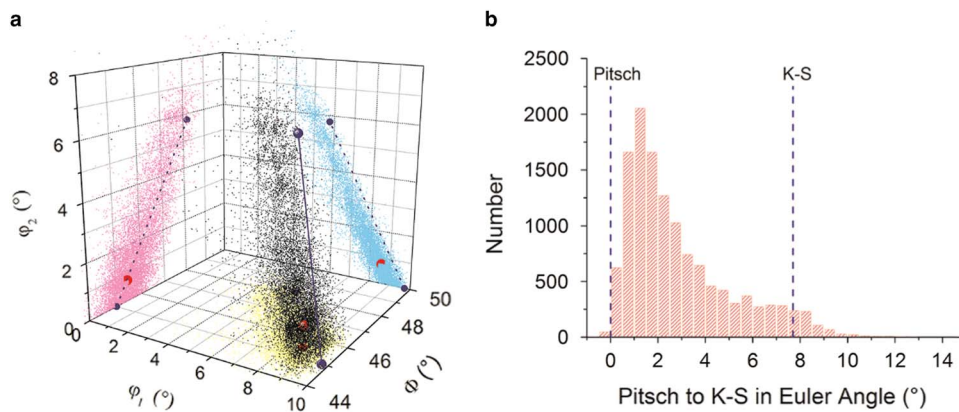 a
8
6
4
2
0
φ₂ (°)
0
2
4
6
8
10
φ₁ (°)
44
46
48
50
Φ (°)
b
2500
2000
1500
1000
500
0
Number
Pitsch
K-S
0 2 4 6 8 10 12 14
Pitsch to K-S in Euler Angle (°)